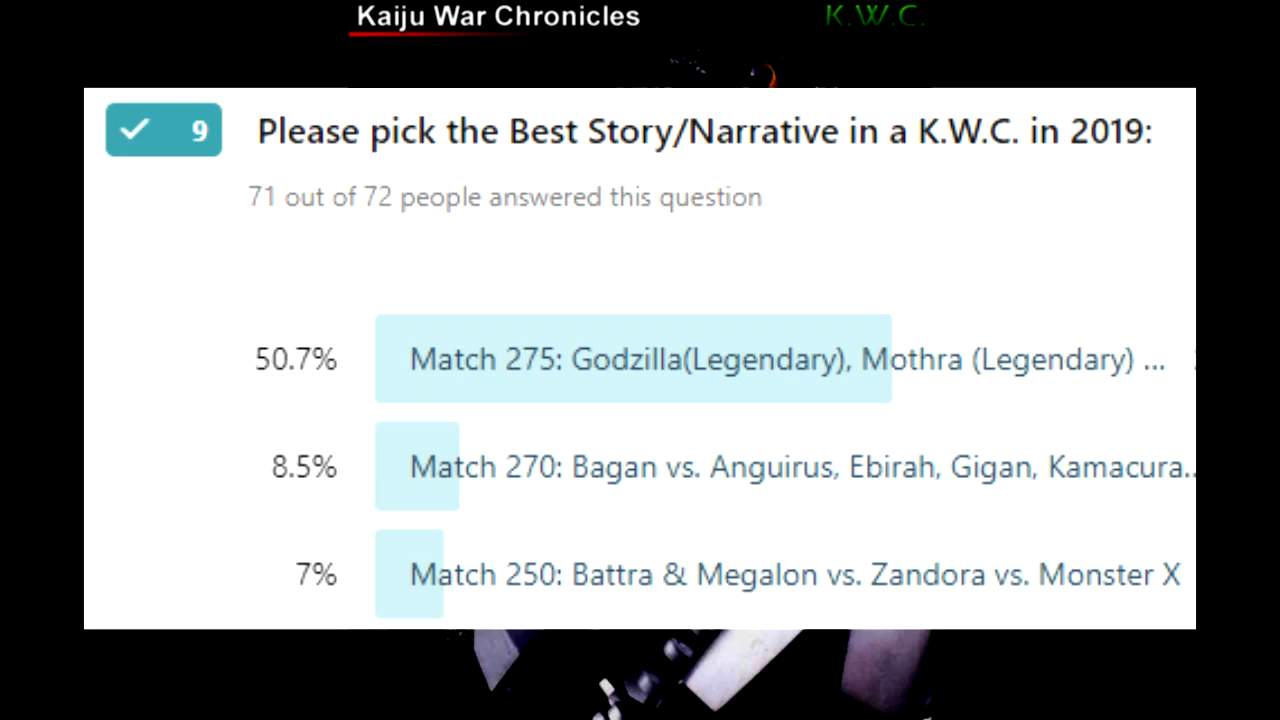 Kaiju War Chronicles K.W.C.
9 Please pick the Best Story/Narrative in a K.W.C. in 2019:
71 out of 72 people answered this question
50.7% Match 275: Godzilla(Legendary), Mothra (Legendary) ...
8.5% Match 270: Bagan vs. Anguirus, Ebirah, Gigan, Kamacura..
7% Match 250: Battra & Megalon vs. Zandora vs. Monster X